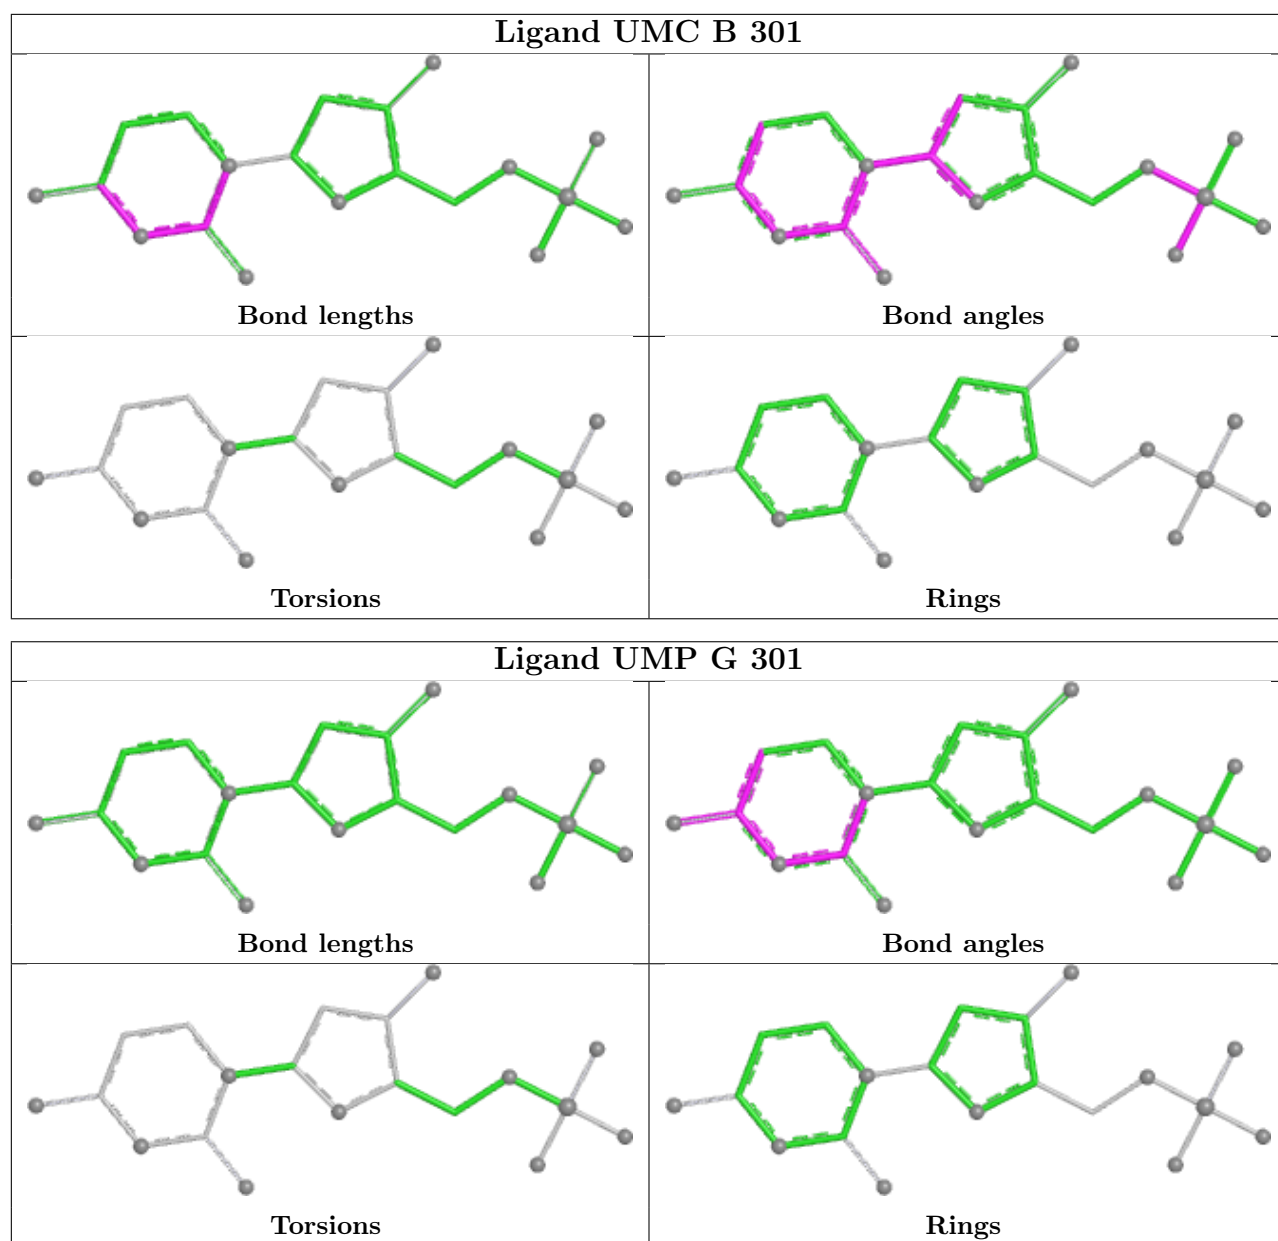 Ligand UMC B 301
Bond lengths
Bond angles
Torsions
Rings
Ligand UMP G 301
Bond lengths
Bond angles
Torsions
Rings